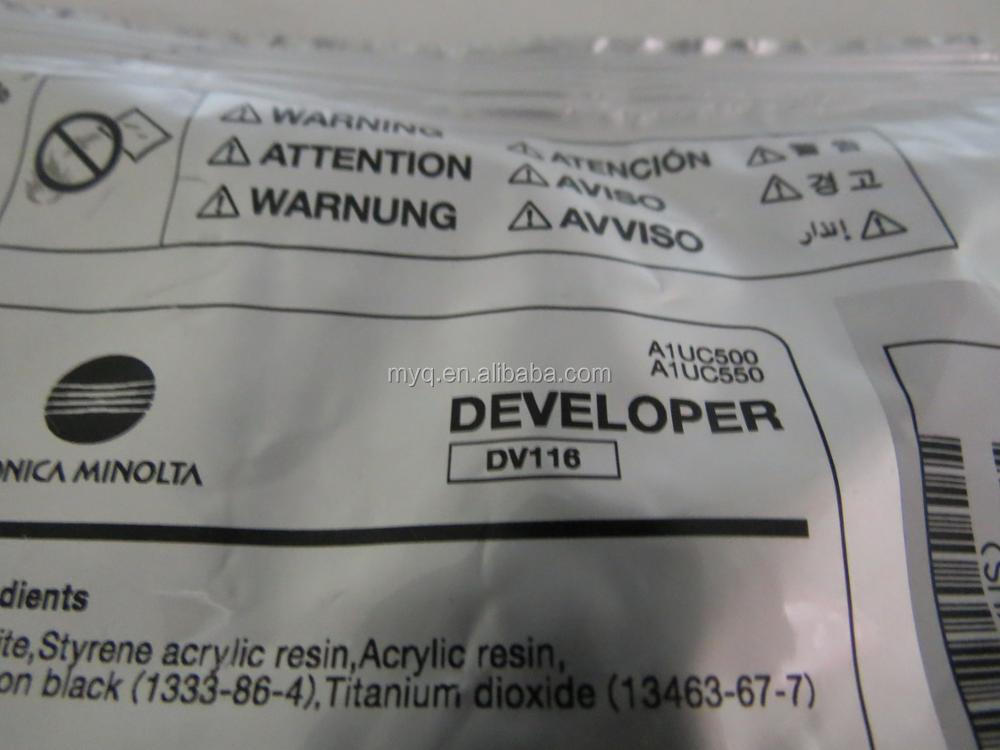 WARNING
ATTENTION
WARNUNG
ATENCIÓN
AVISO
AVVISO
경고
إنذار
A1UC500
A1UC550
myq.en.alibaba.com
DEVELOPER
DV116
ONICA MINOLTA
dients
ite,Styrene acrylic resin,Acrylic resin,
on black (1333-86-4),Titanium dioxide (13463-67-7)